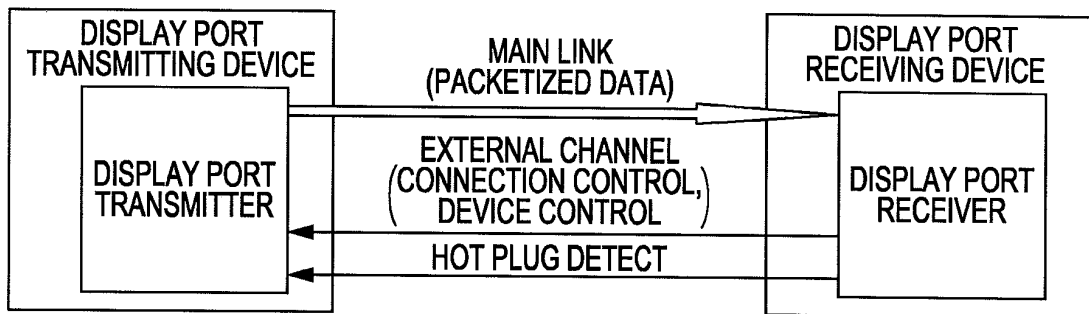 DISPLAY PORT
TRANSMITTING DEVICE
DISPLAY PORT
TRANSMITTER
MAIN LINK
(PACKETIZED DATA)
EXTERNAL CHANNEL
(CONNECTION CONTROL,
DEVICE CONTROL)
HOT PLUG DETECT
DISPLAY PORT
RECEIVING DEVICE
DISPLAY PORT
RECEIVER